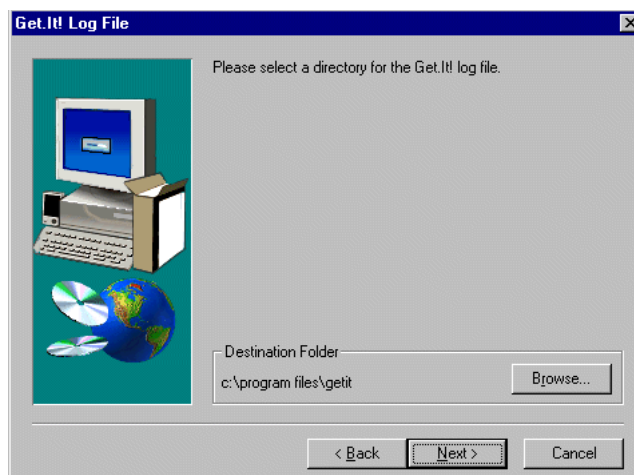 Get.It! Log File
Please select a directory for the Get.It! log file.
Destination Folder
c:\program files\getit
Browse...
< Back
Next >
Cancel